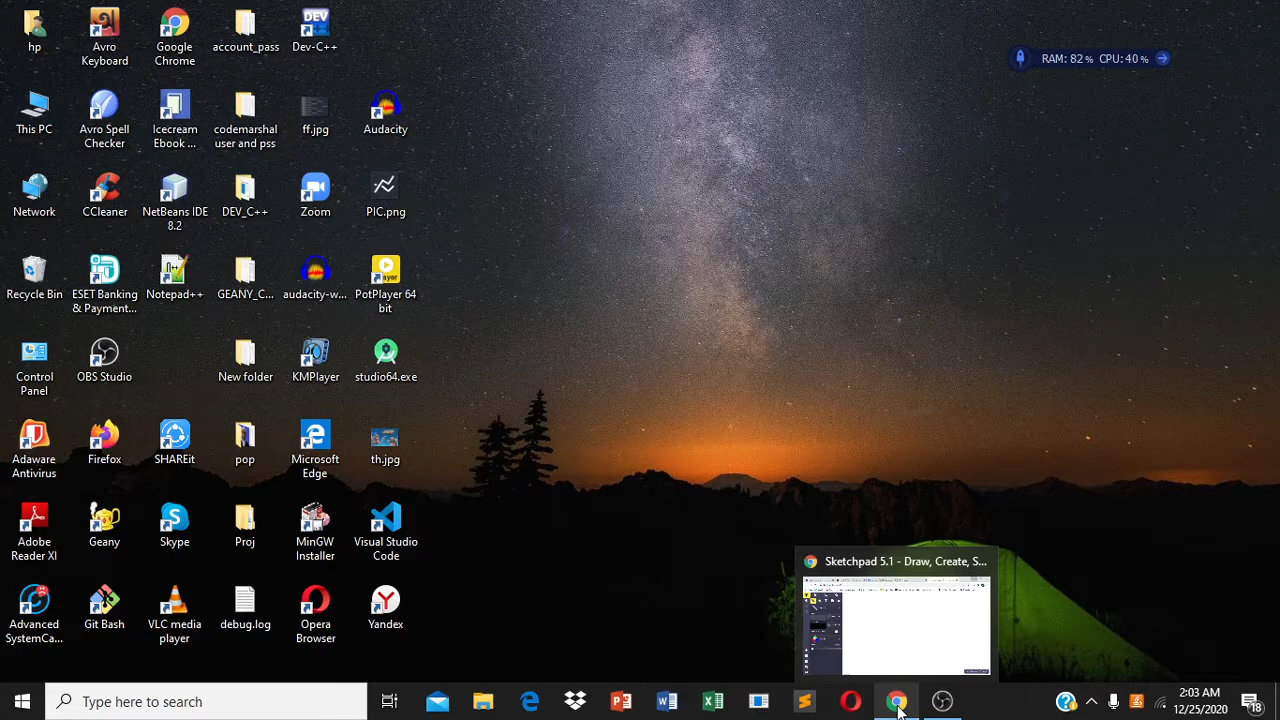 hp
Avro
Keyboard
Google
Chrome
account_pass
DEV
Dev-C++
RAM: 82 % CPU: 40 %
This PC
Avro Spell
Checker
Icecream
Ebook ...
codemarshal
user and pss
ff.jpg
Audacity
Network
CCleaner
NetBeans IDE
8.2
DEV_C++
Zoom
PIC.png
Recycle Bin
ESET Banking
& Payment...
Notepad++
GEANY_C...
audacity-w...
PotPlayer 64
bit
Control
Panel
OBS Studio
New folder
KMPlayer
studio64.exe
Adaware
Antivirus
Firefox
SHAREit
pop
Microsoft
Edge
th.jpg
Adobe
Reader XI
Geany
Skype
Proj
MinGW
Installer
Visual Studio
Code
Sketchpad 5.1 - Draw, Create, S...
Advanced
SystemCa...
Git Bash
VLC media
player
debug.log
Opera
Browser
Yandex
Type here to search
2:03 AM
12/25/2020
18